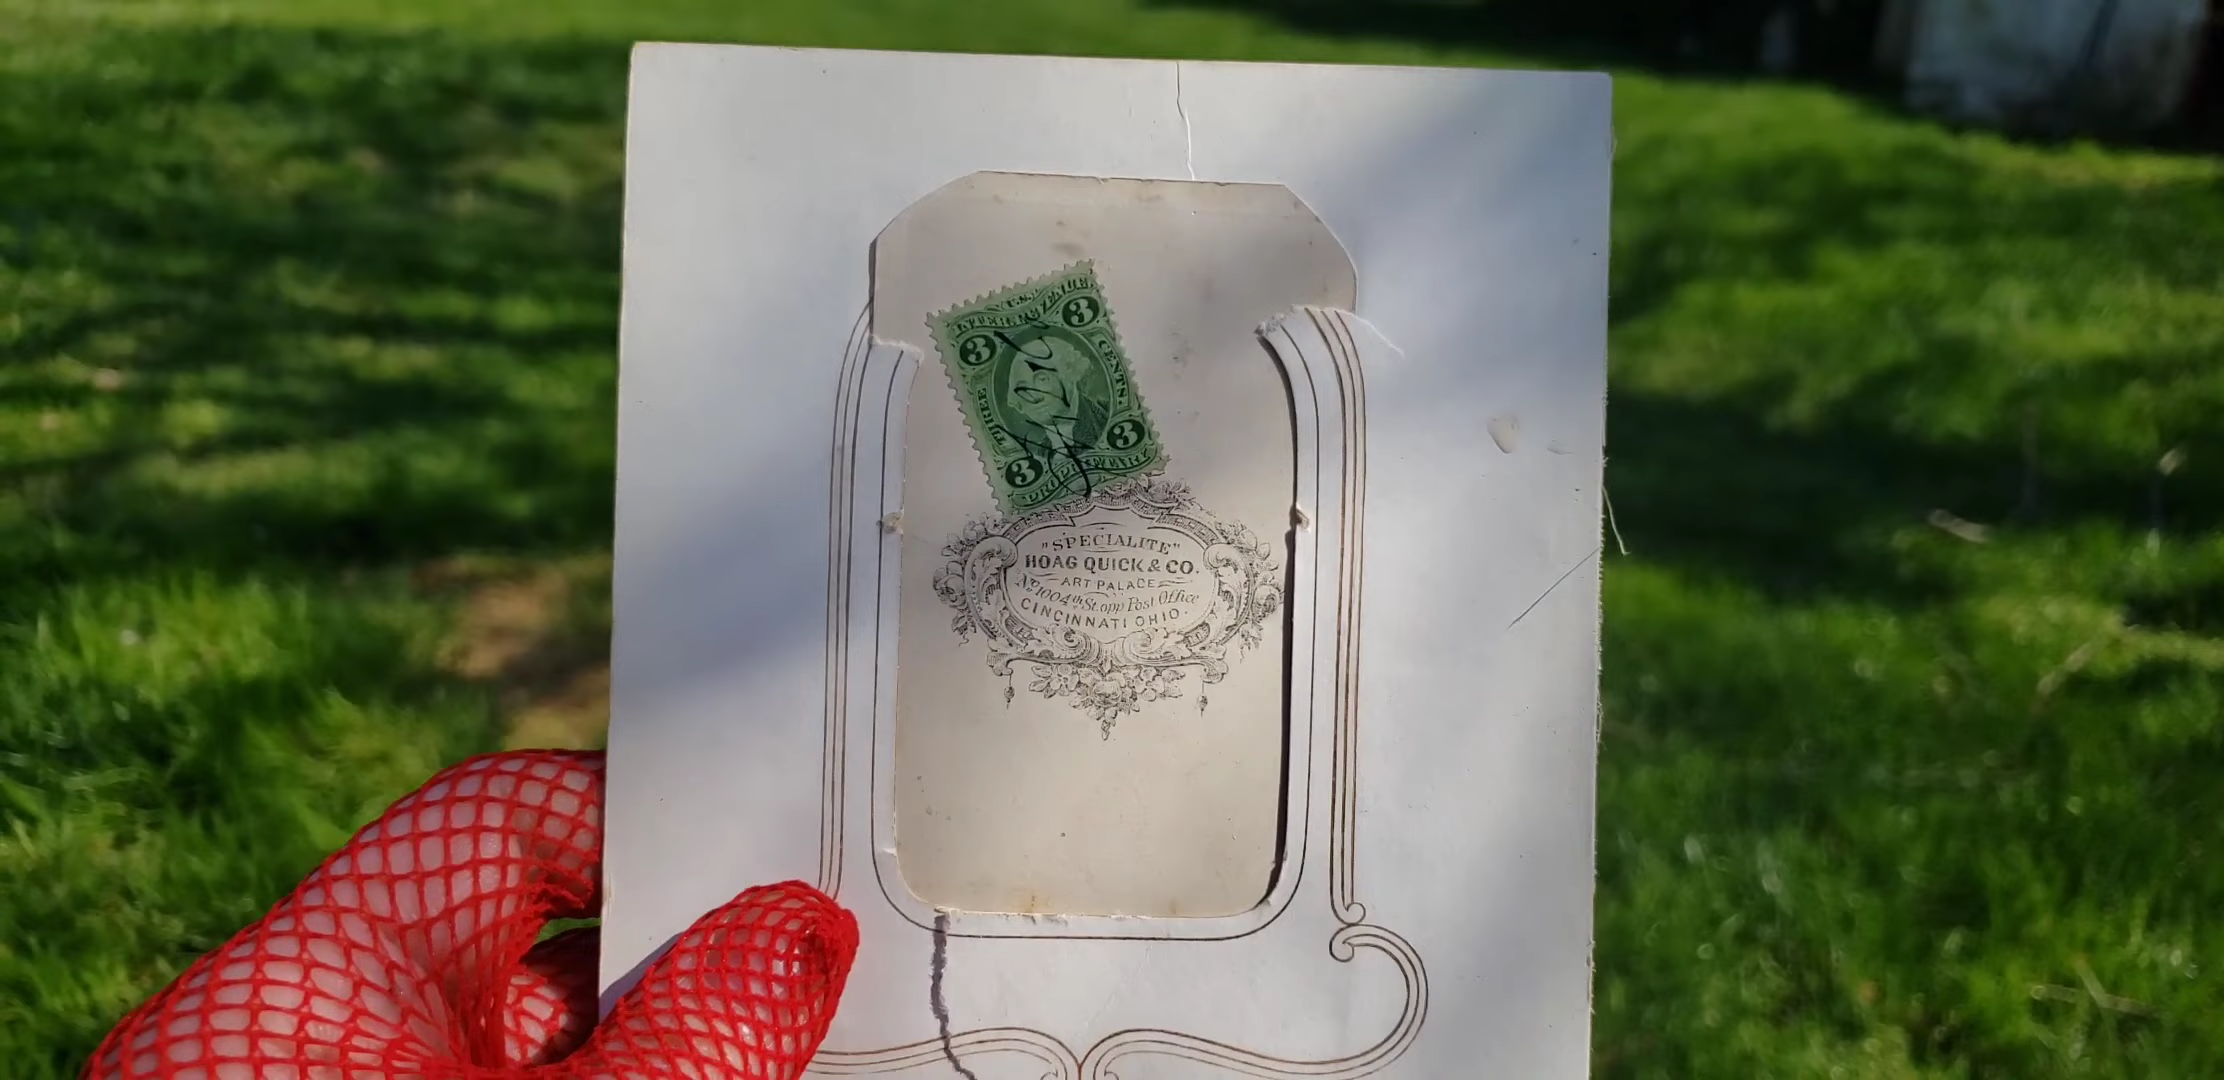 U.S.
INTER. REVENUE
3 3
THREE CENTS.
3 3
PROPRIETARY
"SPECIALITE"
HOAG QUICK & CO.
ART PALACE
No. 100 4th St. opp Post Office
CINCINNATI OHIO.